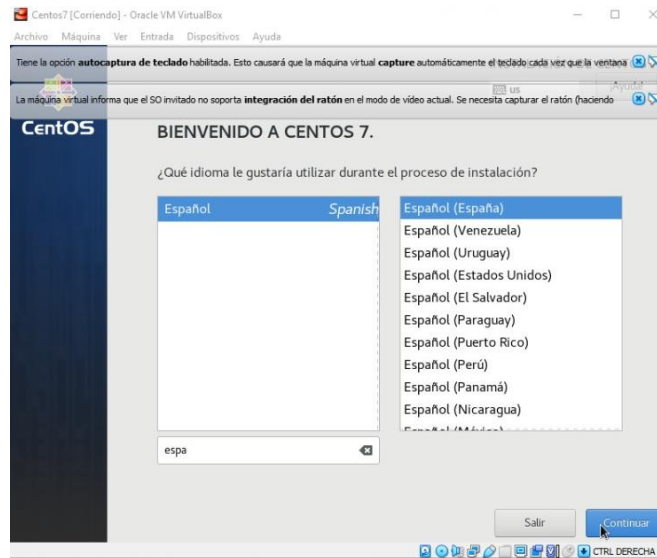 Centos7 [Corriendo] - Oracle VM VirtualBox
Archivo Máquina Ver Entrada Dispositivos Ayuda
Tiene la opción autocaptura de teclado habilitada. Esto causará que la máquina virtual capture automáticamente el teclado cada vez que la ventana
us
¡Ayuda!
La máquina virtual informa que el SO invitado no soporta integración del ratón en el modo de vídeo actual. Se necesita capturar el ratón (haciendo
CentOS
BIENVENIDO A CENTOS 7.
¿Qué idioma le gustaría utilizar durante el proceso de instalación?
Español Spanish
Español (España)
Español (Venezuela)
Español (Uruguay)
Español (Estados Unidos)
Español (El Salvador)
Español (Paraguay)
Español (Puerto Rico)
Español (Perú)
Español (Panamá)
Español (Nicaragua)
Español (México)
espa
Salir
Continuar
CTRL DERECHA